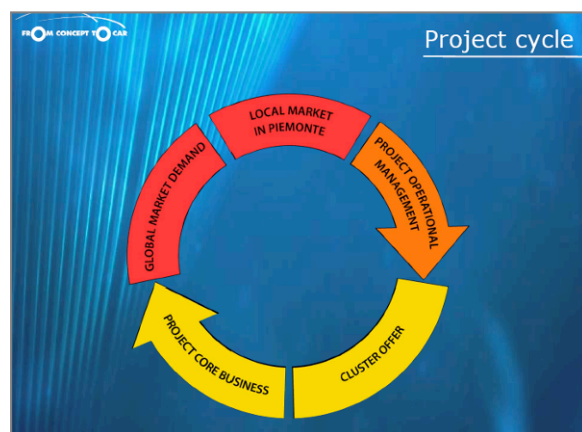 FROM CONCEPT TO CAR
Project cycle
LOCAL MARKET
IN PIEMONTE
PROJECT OPERATIONAL
MANAGEMENT
CLUSTER OFFER
PROJECT CORE BUSINESS
GLOBAL MARKET DEMAND